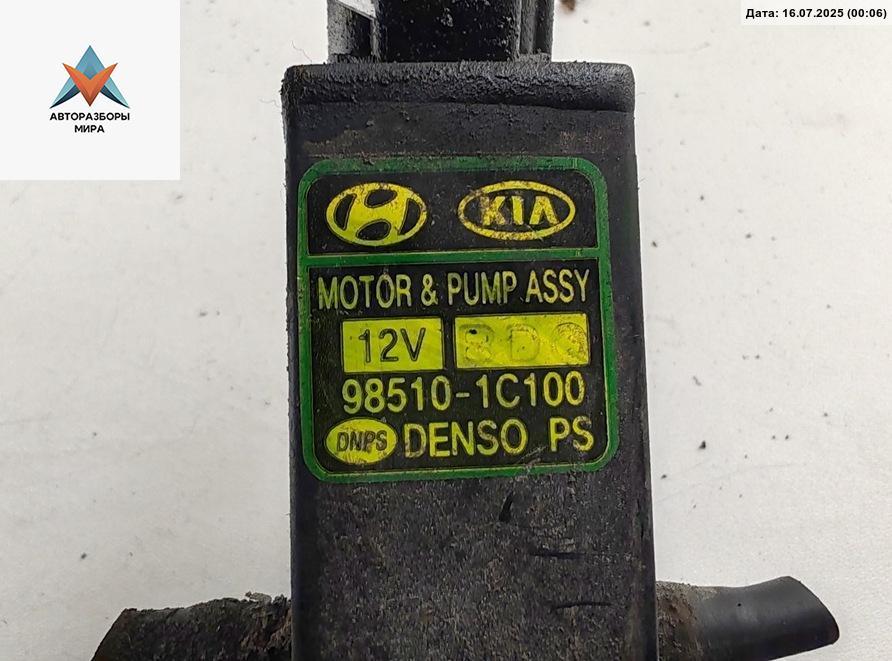 Дата: 16.07.2025 (00:06)
АВТОРАЗБОРЫ
МИРА
KIA
MOTOR & PUMP ASSY
12V
98510-1C100
DNPS DENSO PS